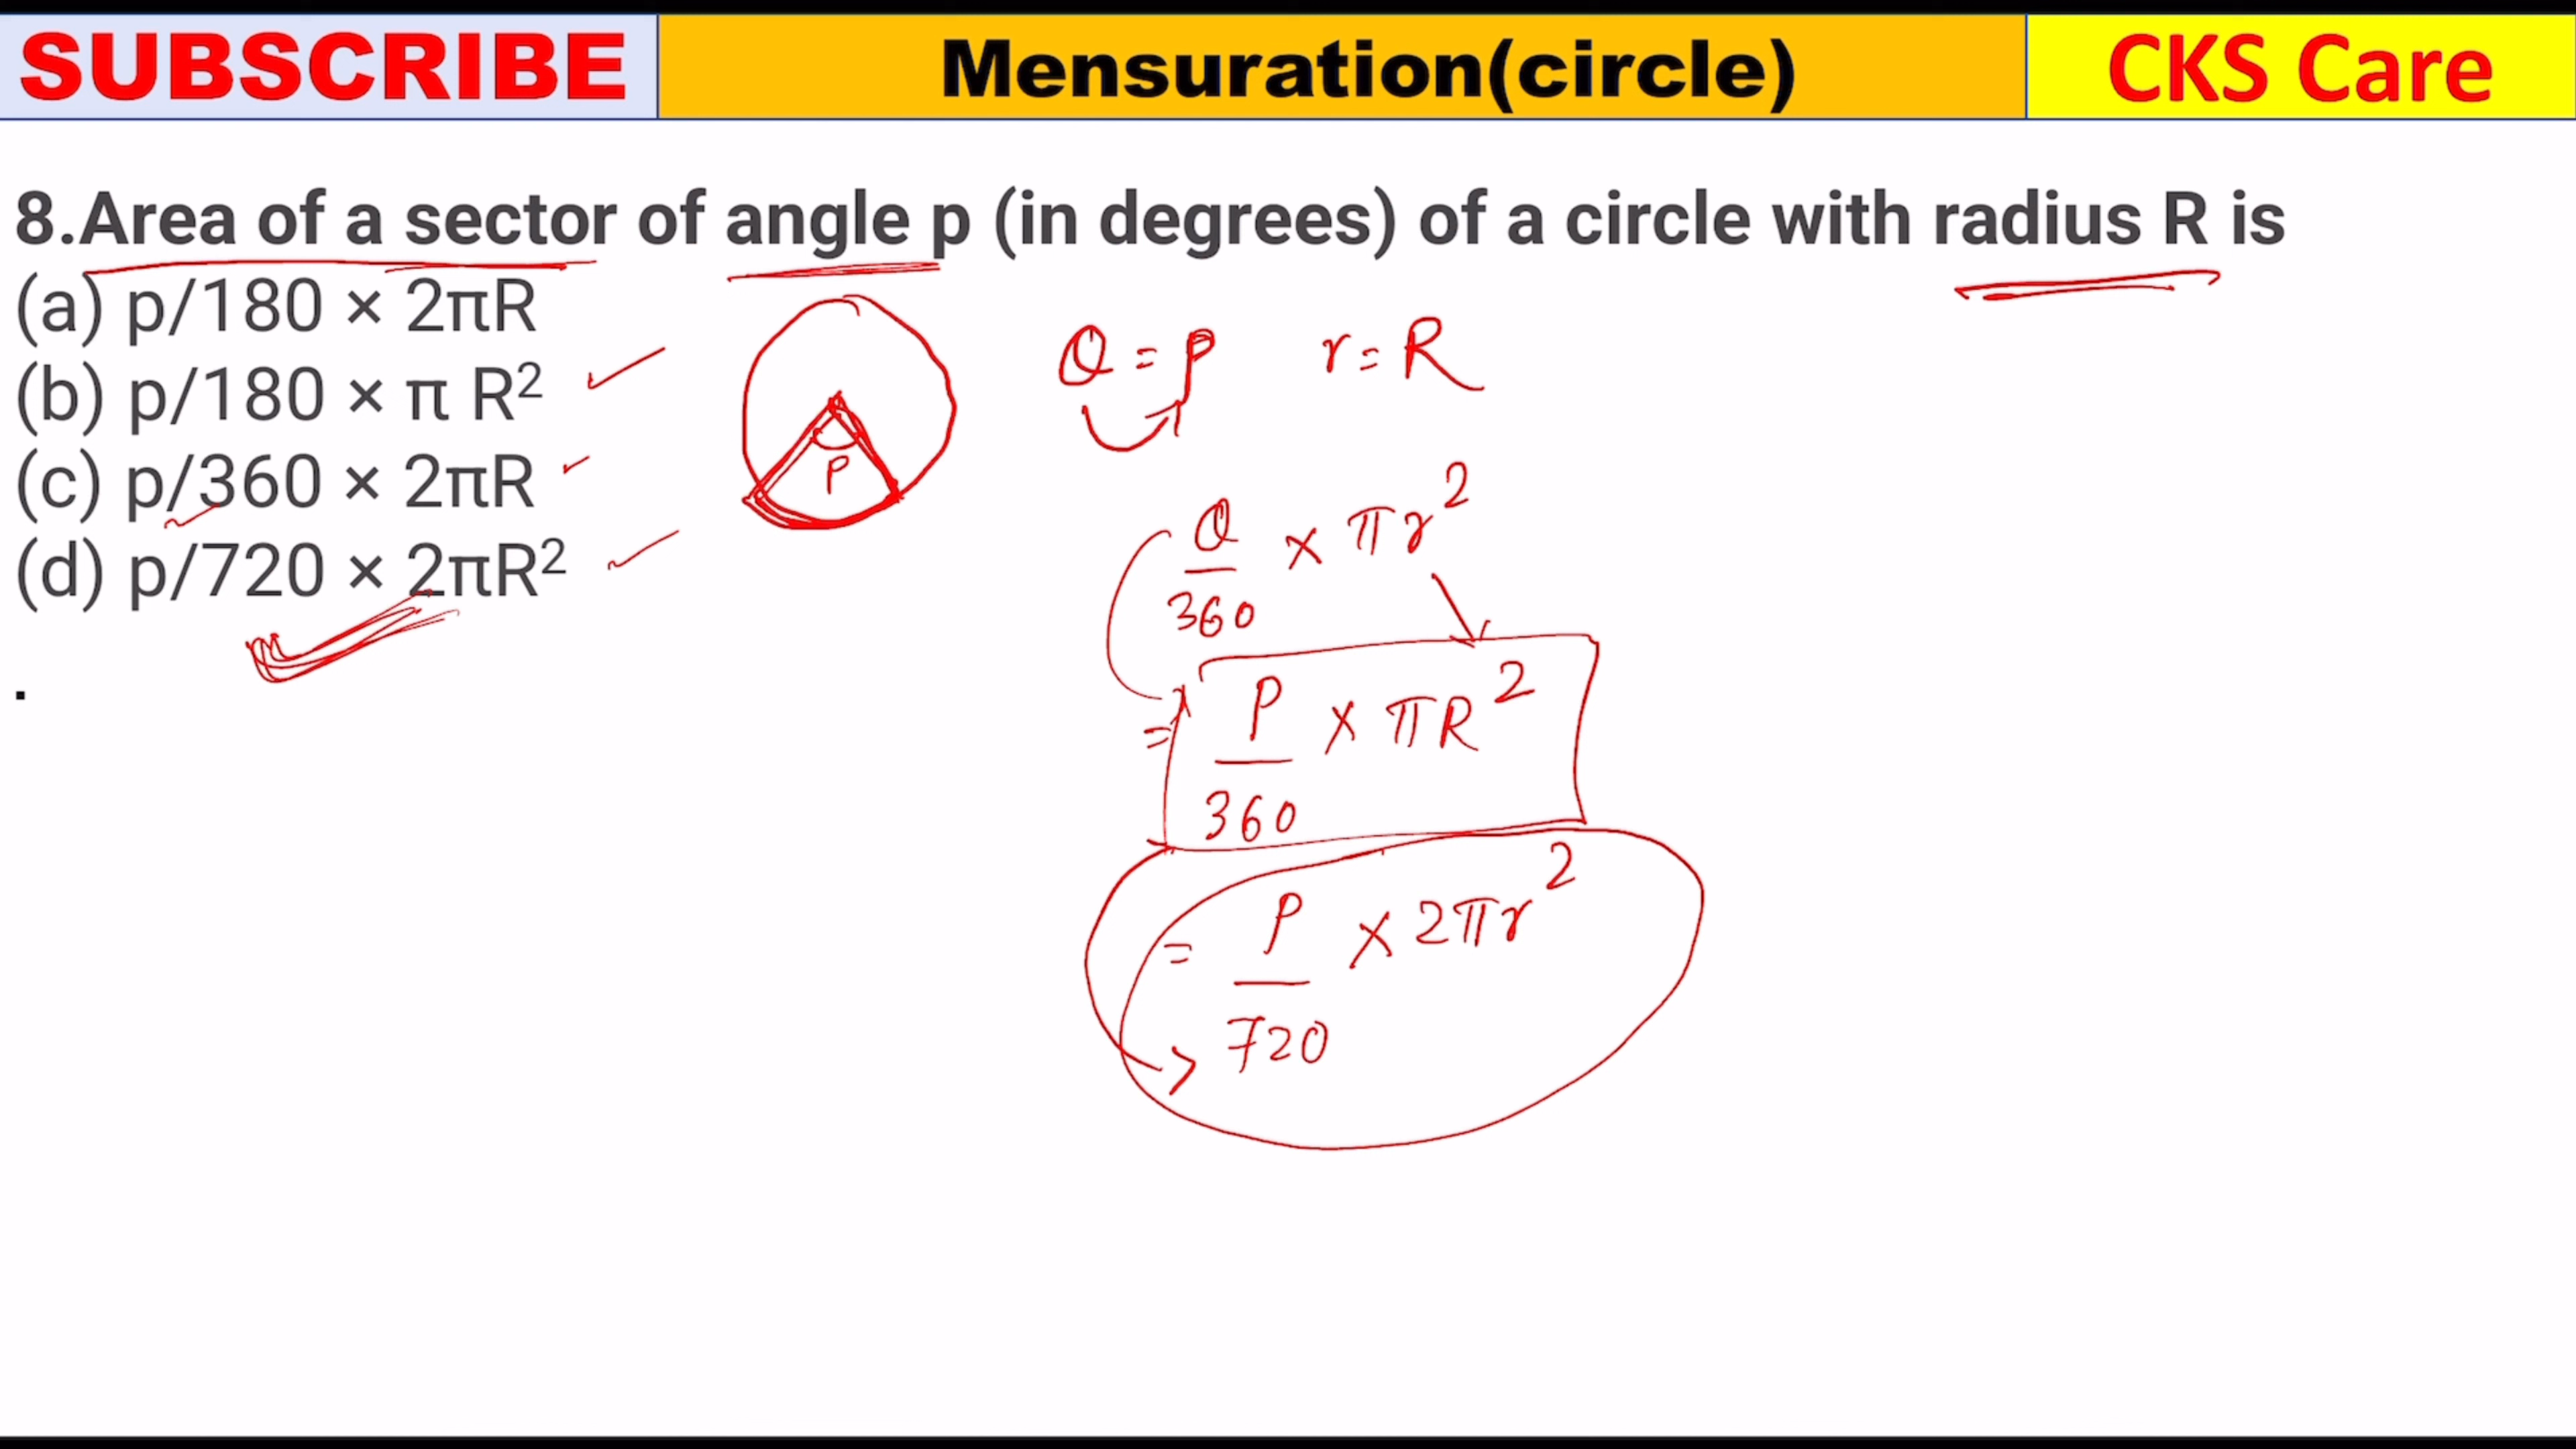 SUBSCRIBE Mensuration(circle) CKS Care
8.Area of a sector of angle p (in degrees) of a circle with radius R is
(a) p/180 × 2πR
(b) p/180 × π R²
(c) p/360 × 2πR
(d) p/720 × 2πR²
.
P
θ = P r = R
θ/360 × πr²
= P/360 × πR²
= P/720 × 2πr²